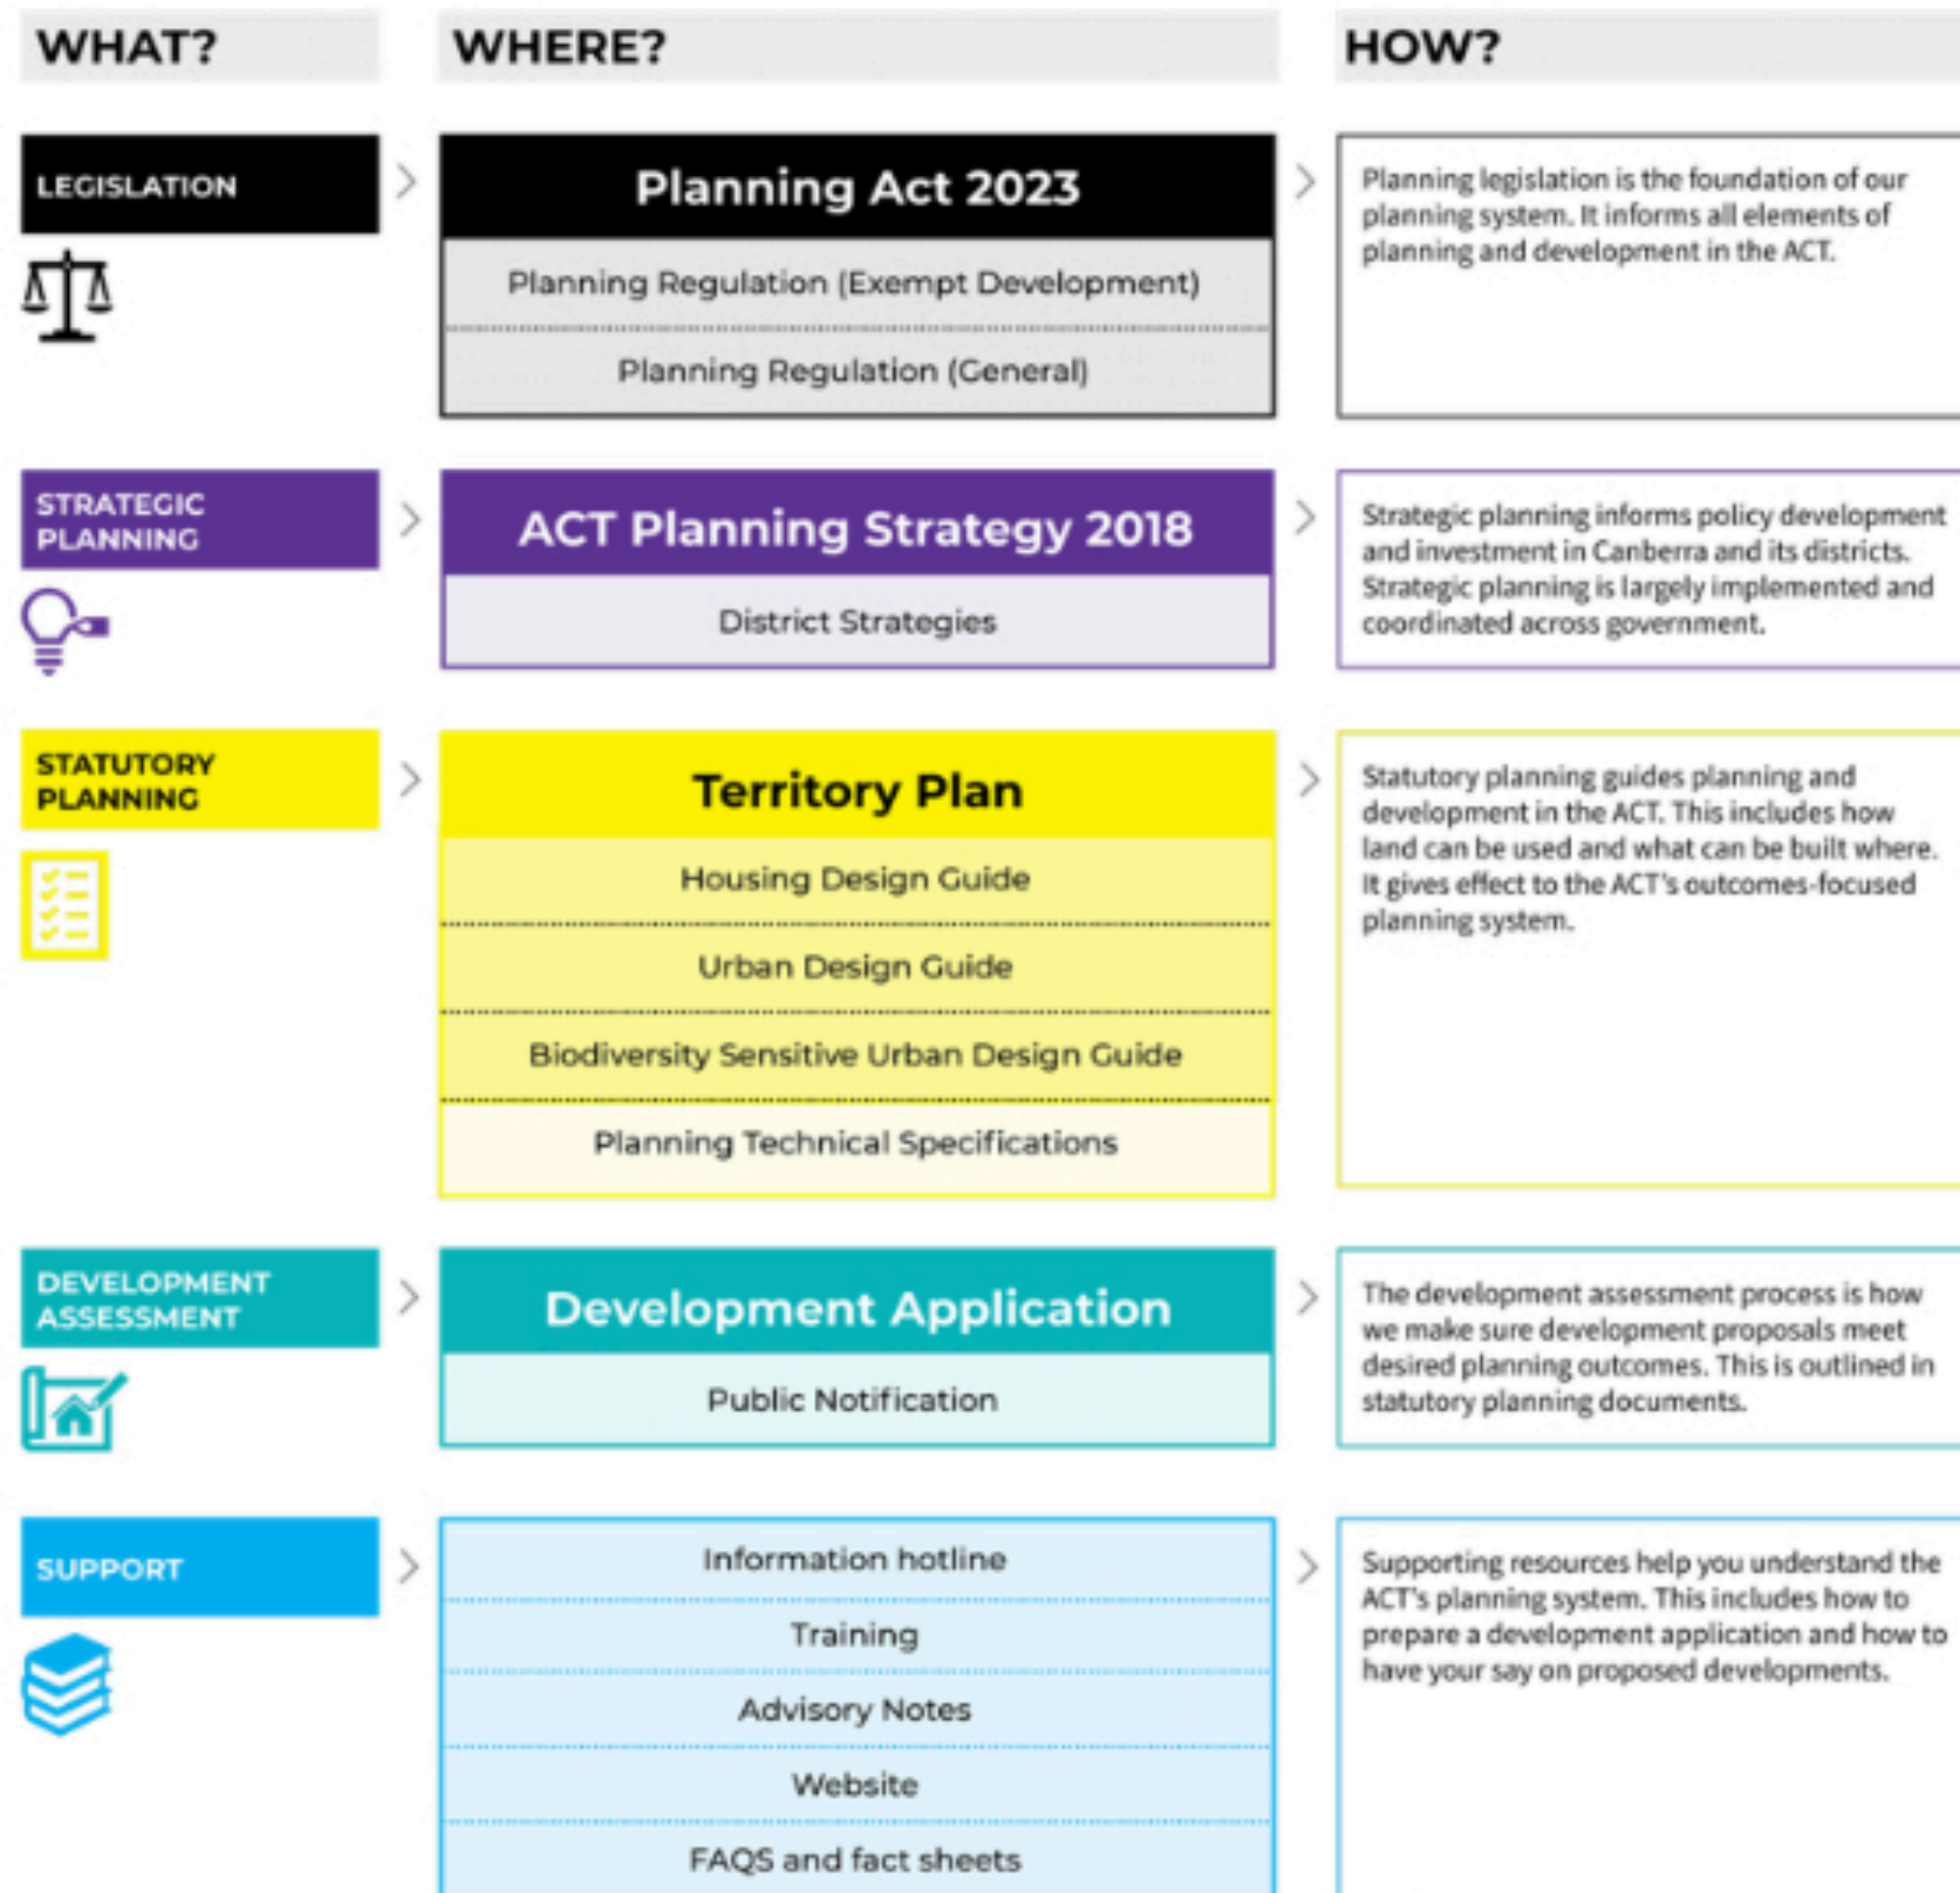 WHAT?
WHERE?
HOW?
LEGISLATION
Planning Act 2023
Planning Regulation (Exempt Development)
Planning Regulation (General)
Planning legislation is the foundation of our
planning system. It informs all elements of
planning and development in the ACT.
STRATEGIC
PLANNING
ACT Planning Strategy 2018
District Strategies
Strategic planning informs policy development
and investment in Canberra and its districts.
Strategic planning is largely implemented and
coordinated across government.
STATUTORY
PLANNING
Territory Plan
Housing Design Guide
Urban Design Guide
Biodiversity Sensitive Urban Design Guide
Planning Technical Specifications
Statutory planning guides planning and
development in the ACT. This includes how
land can be used and what can be built where.
It gives effect to the ACT's outcomes-focused
planning system.
DEVELOPMENT
ASSESSMENT
Development Application
Public Notification
The development assessment process is how
we make sure development proposals meet
desired planning outcomes. This is outlined in
statutory planning documents.
SUPPORT
Information hotline
Training
Advisory Notes
Website
FAQS and fact sheets
Supporting resources help you understand the
ACT's planning system. This includes how to
prepare a development application and how to
have your say on proposed developments.